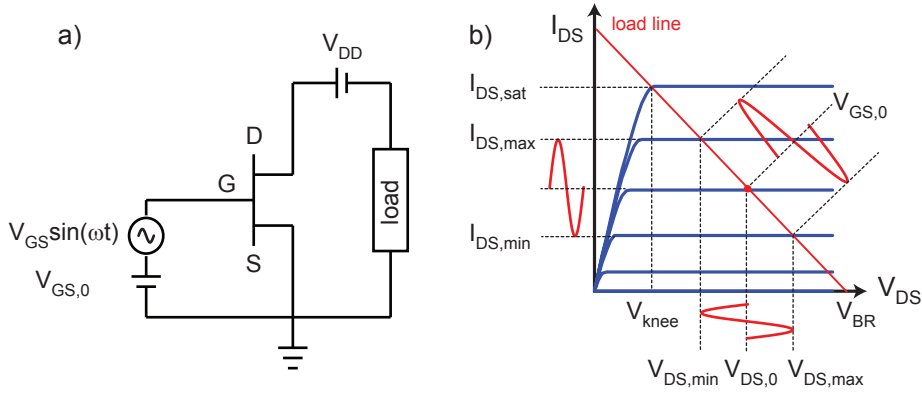 a)
V_DD
D
G
S
load
V_GSsin(ωt)
V_GS,0
b)
I_DS
load line
I_DS,sat
I_DS,max
I_DS,min
V_GS,0
V_DS
V_knee
V_BR
V_DS,min
V_DS,0
V_DS,max